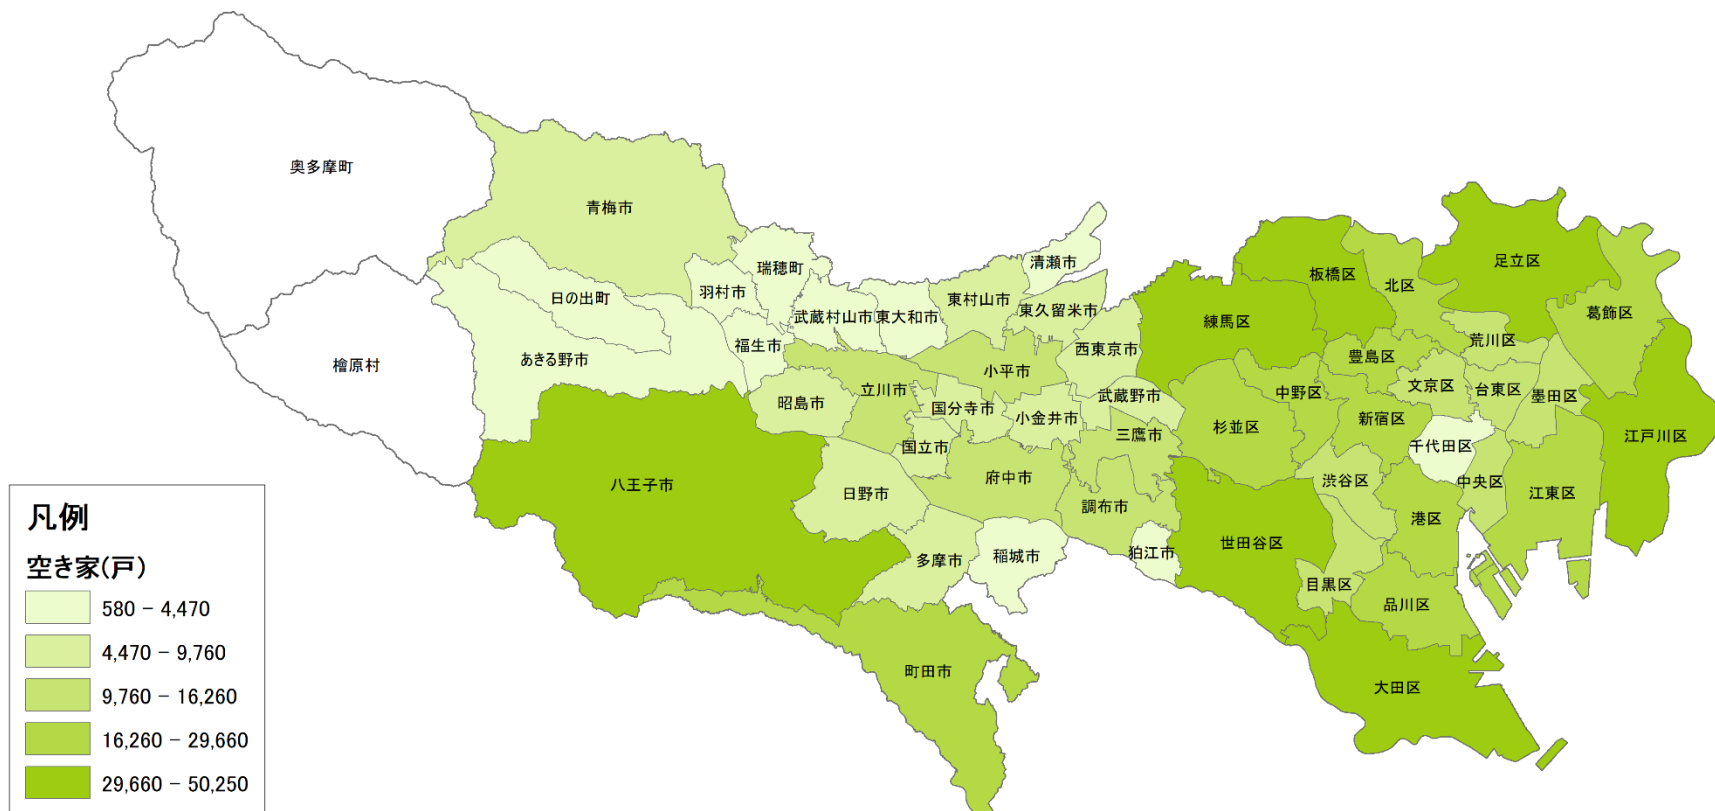 奥多摩町
青梅市
檜原村
日の出町
あきる野市
羽村市
瑞穂町
福生市
武蔵村山市
東大和市
東村山市
清瀬市
東久留米市
西東京市
小平市
立川市
昭島市
国分寺市
小金井市
武蔵野市
三鷹市
国立市
府中市
調布市
日野市
八王子市
多摩市
稲城市
狛江市
町田市
板橋区
北区
足立区
葛飾区
練馬区
豊島区
荒川区
中野区
文京区
台東区
墨田区
杉並区
新宿区
千代田区
江戸川区
渋谷区
中央区
江東区
港区
世田谷区
目黒区
品川区
大田区
凡例
空き家(戸)
580 - 4,470
4,470 - 9,760
9,760 - 16,260
16,260 - 29,660
29,660 - 50,250